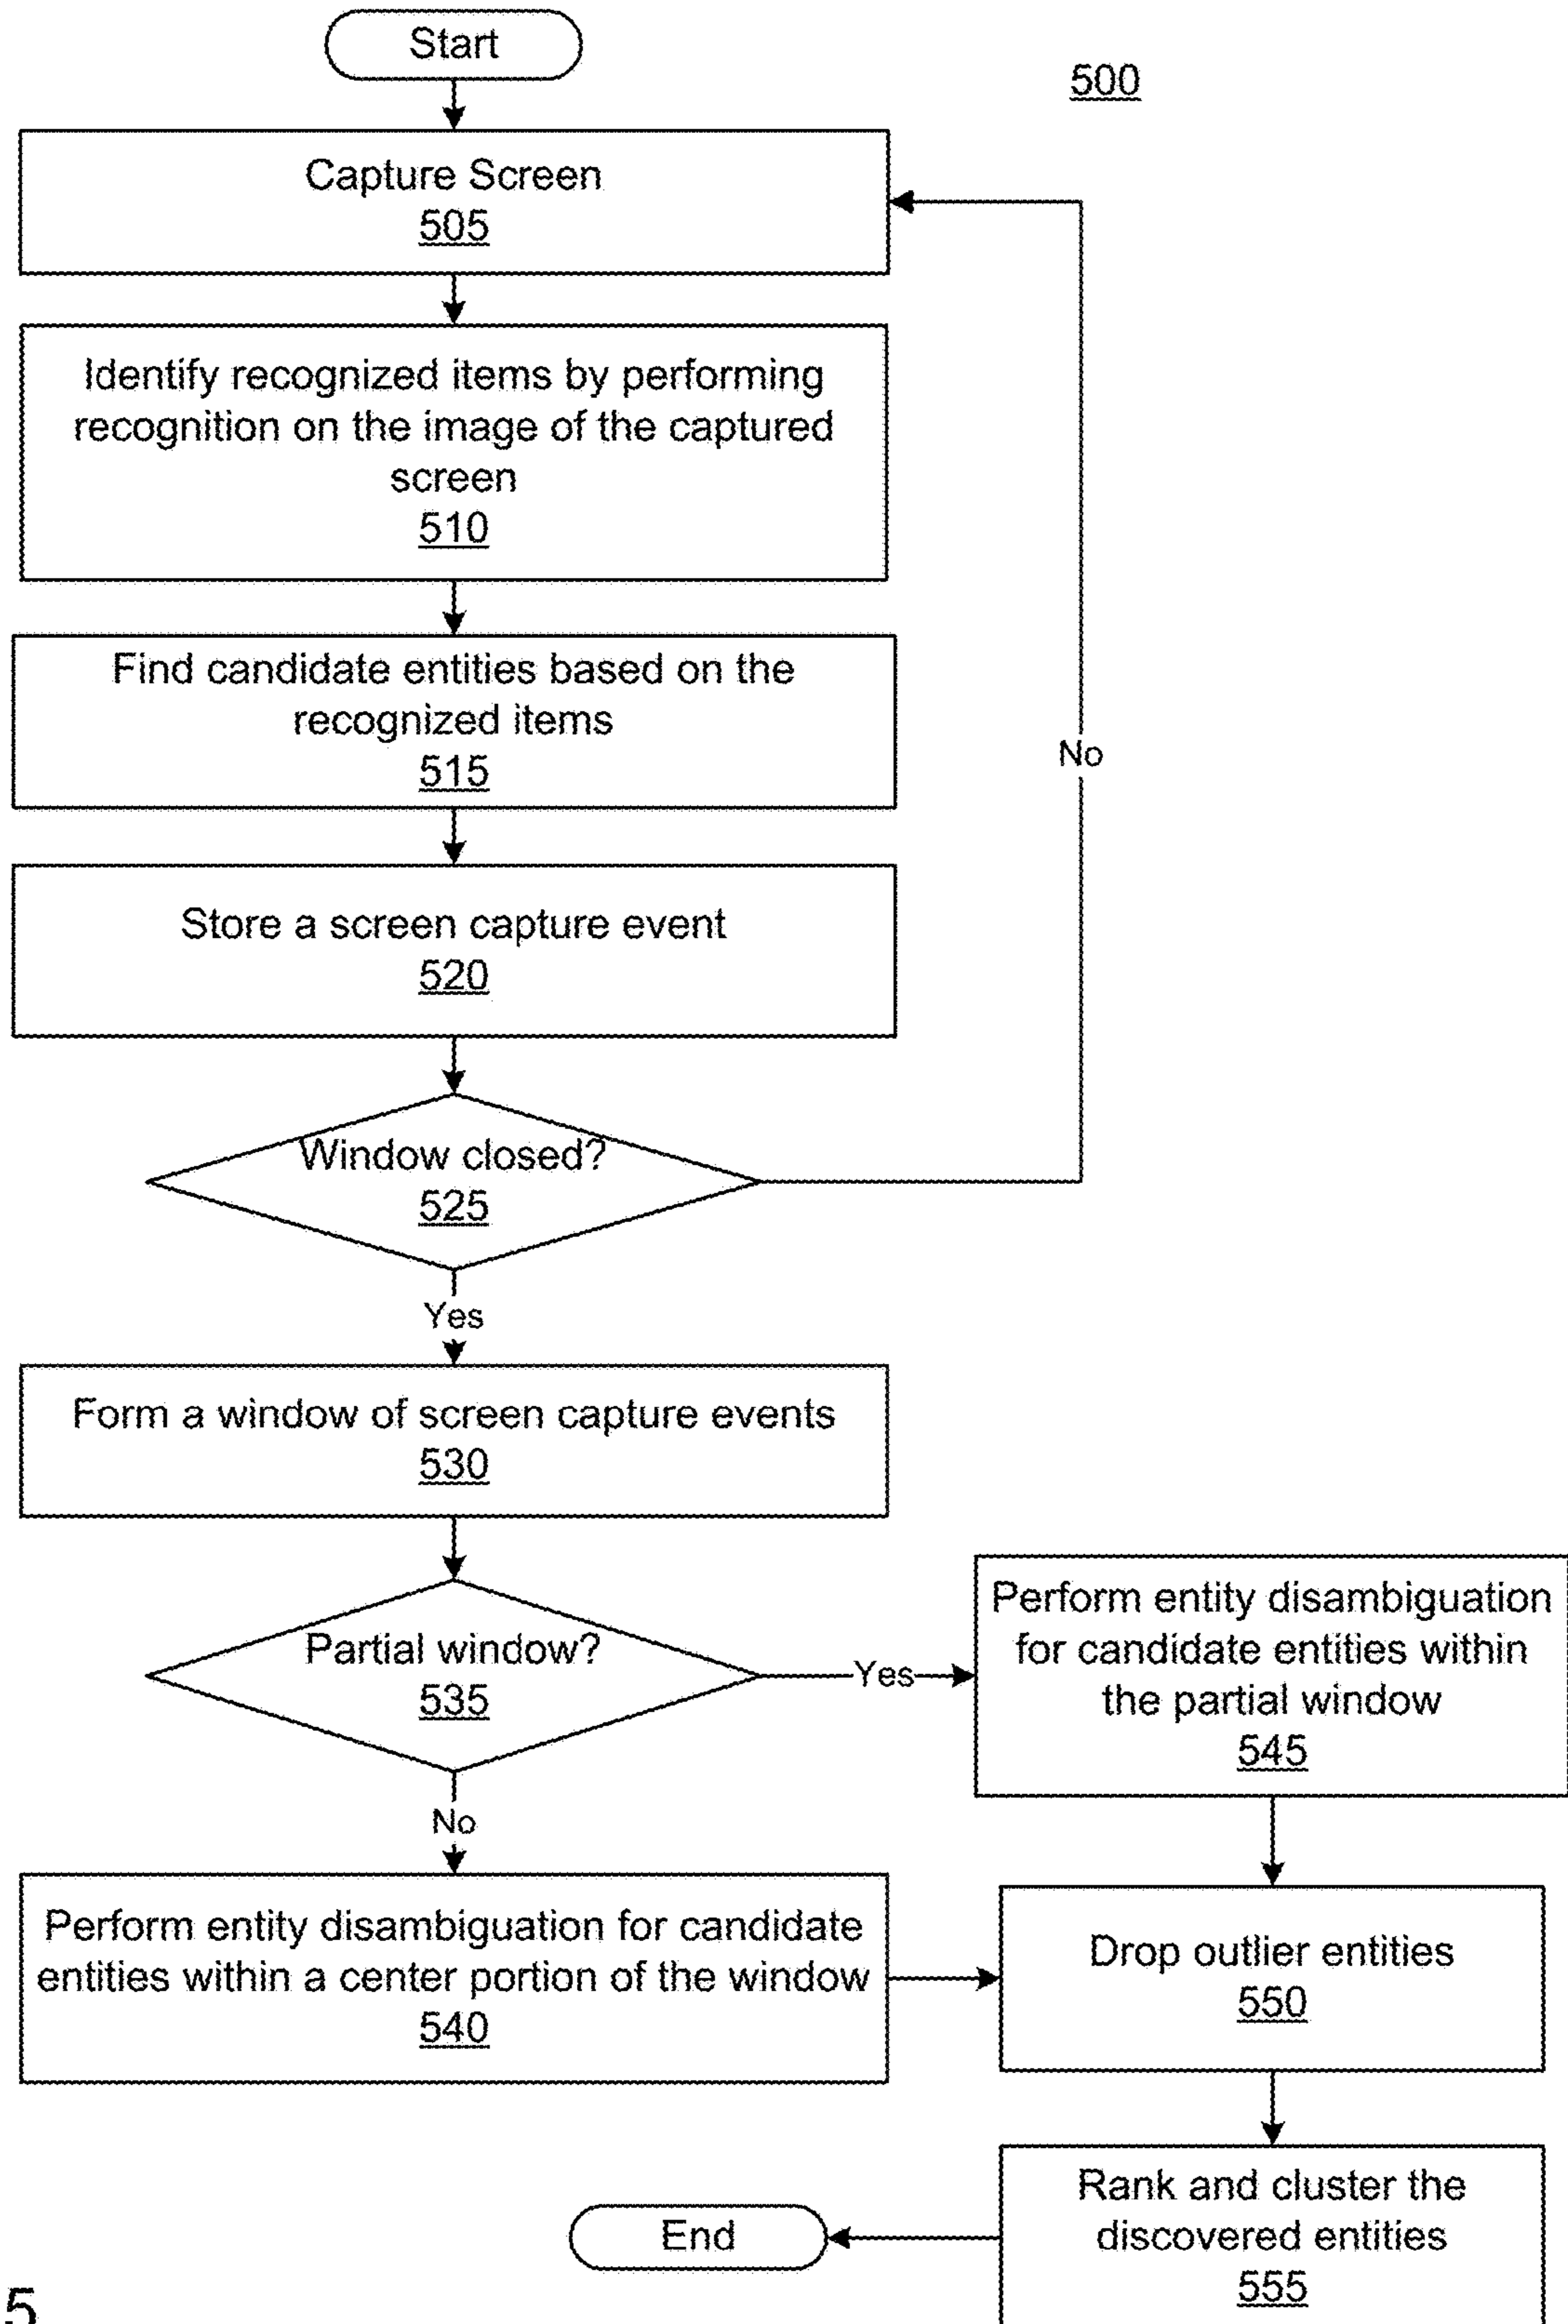 Start
500
Capture Screen
505
Identify recognized items by performing
recognition on the image of the captured
screen
510
Find candidate entities based on the
recognized items
515
No
Store a screen capture event
520
Window closed?
525
Yes
Form a window of screen capture events
530
Partial window?
535
Yes
Perform entity disambiguation
for candidate entities within
the partial window
545
No
Perform entity disambiguation for candidate
entities within a center portion of the window
540
Drop outlier entities
550
Rank and cluster the
discovered entities
555
End
5